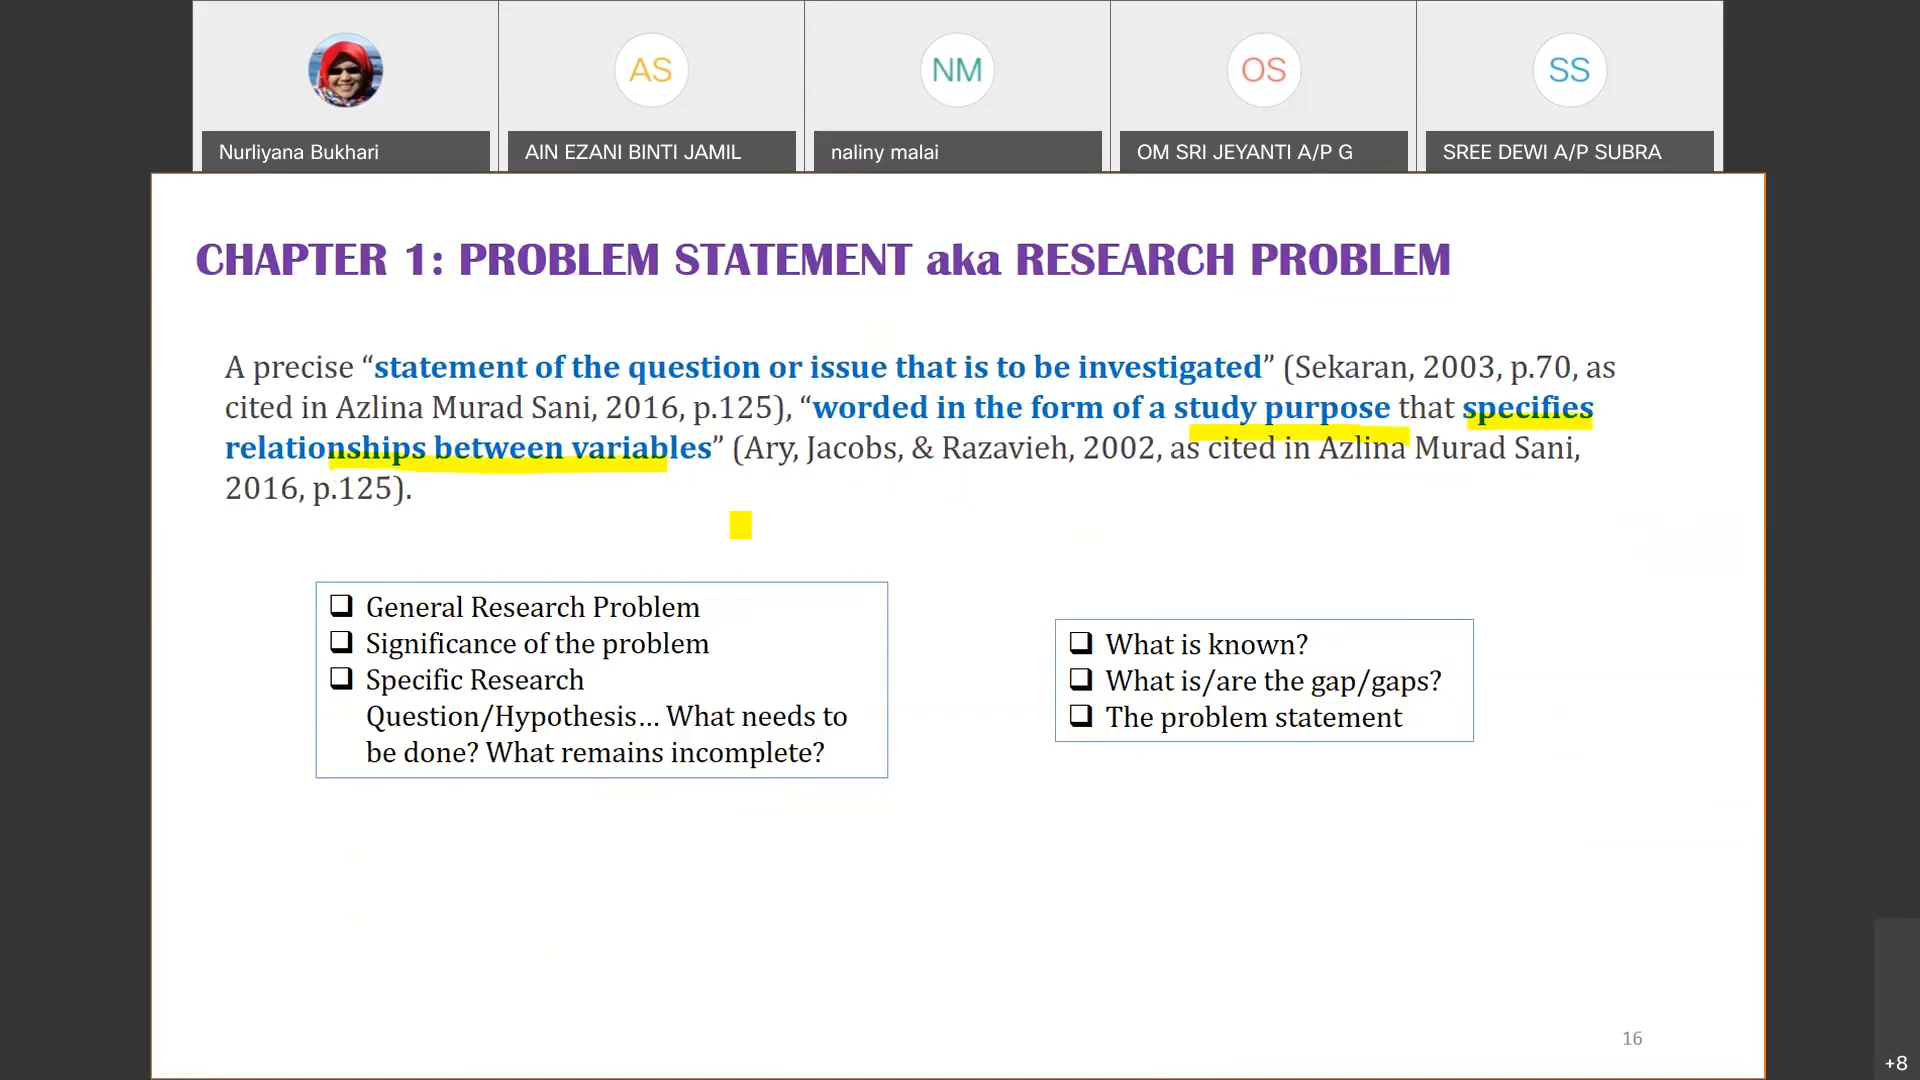 AS
NM
OS
SS
Nurliyana Bukhari
AIN EZANI BINTI JAMIL
naliny malai
OM SRI JEYANTI A/P G
SREE DEWI A/P SUBRA
CHAPTER 1: PROBLEM STATEMENT aka RESEARCH PROBLEM
A precise “statement of the question or issue that is to be investigated” (Sekaran, 2003, p.70, as
cited in Azlina Murad Sani, 2016, p.125), “worded in the form of a study purpose that specifies
relationships between variables” (Ary, Jacobs, & Razavieh, 2002, as cited in Azlina Murad Sani,
2016, p.125).
General Research Problem
Significance of the problem
Specific Research
Question/Hypothesis… What needs to
be done? What remains incomplete?
What is known?
What is/are the gap/gaps?
The problem statement
16
+8